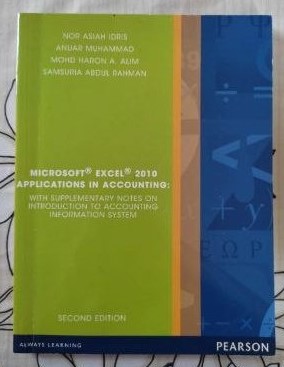 NOR ASIAH IDRIS
ANUAR MUHAMMAD
MOHD HARON A. ALIM
SAMSURIA ABDUL RAHMAN
MICROSOFT® EXCEL® 2010
APPLICATIONS IN ACCOUNTING:
WITH SUPPLEMENTARY NOTES ON
INTRODUCTION TO ACCOUNTING
INFORMATION SYSTEM
SECOND EDITION
ALWAYS LEARNING
PEARSON